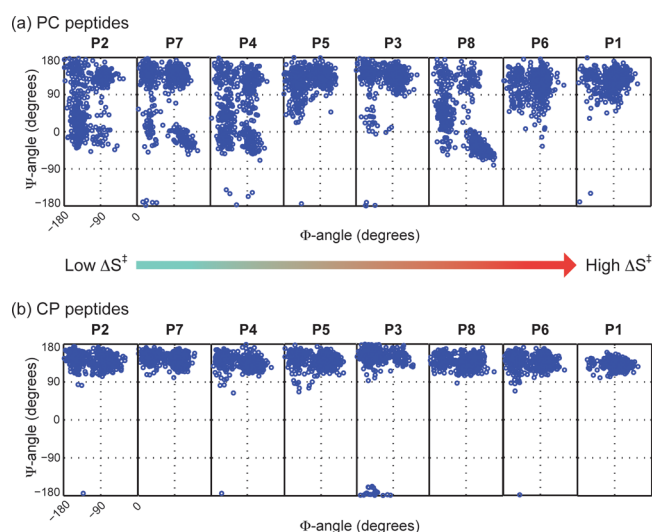 (a) PC peptides
P2 P7 P4 P5 P3 P8 P6 P1
Ψ-angle (degrees)
180
90
0
−90
−180
−180 −90 0
Φ-angle (degrees)
Low ΔS‡ High ΔS‡
(b) CP peptides
P2 P7 P4 P5 P3 P8 P6 P1
Ψ-angle (degrees)
180
90
0
−90
−180
−180 −90 0
Φ-angle (degrees)